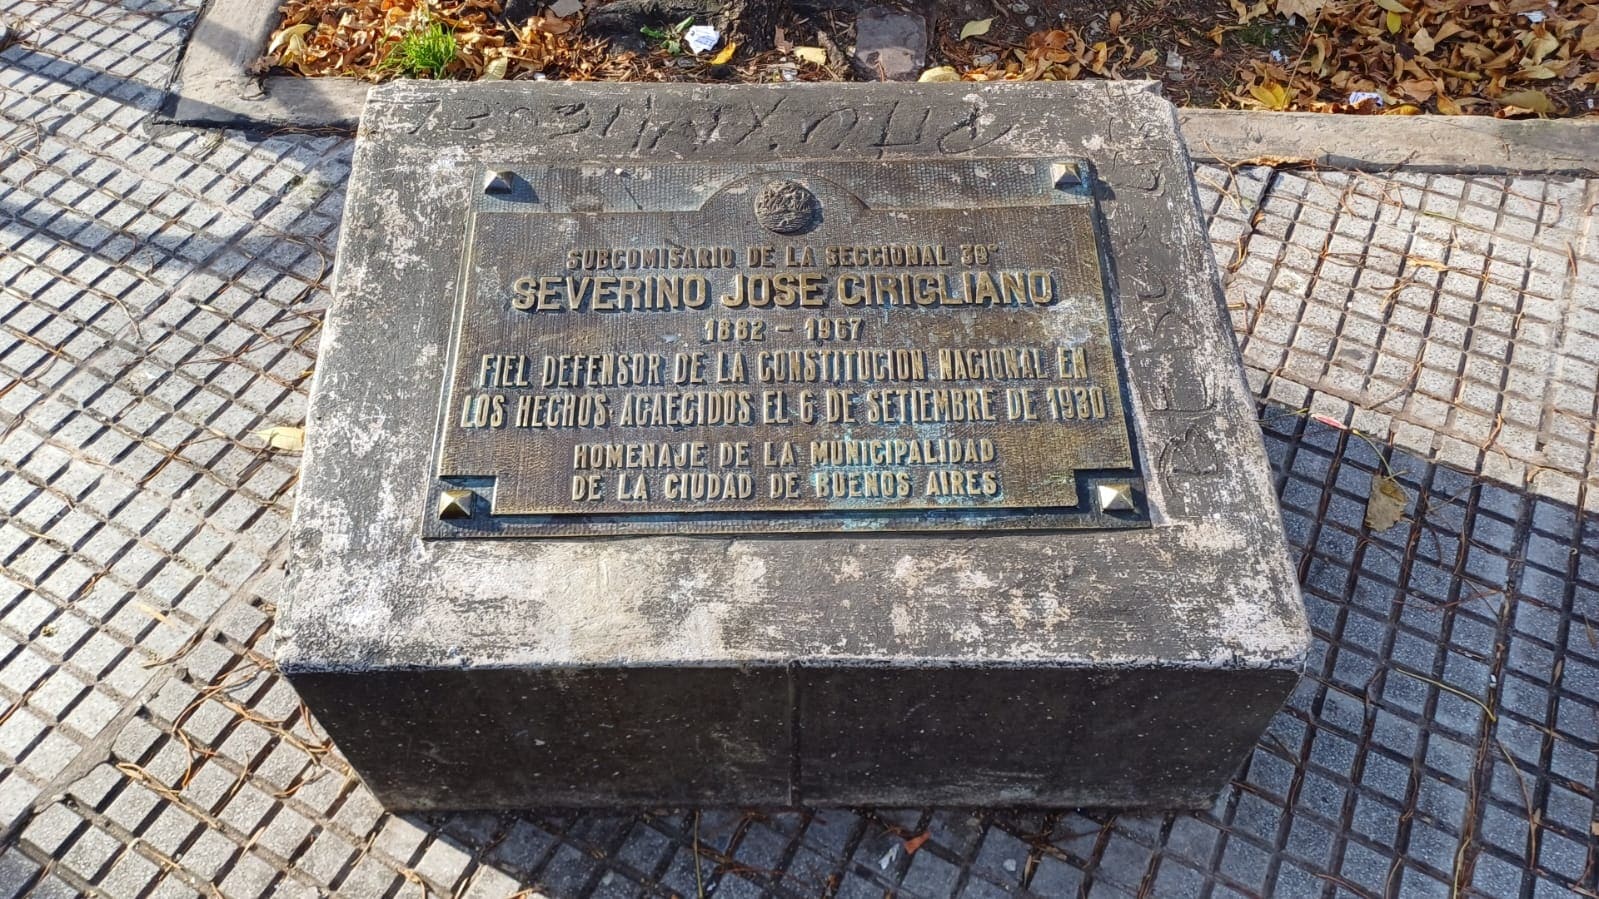 SUBCOMISARIO DE LA SECCIONAL 39°
SEVERINO JOSE CIRIGLIANO
1882 - 1967
FIEL DEFENSOR DE LA CONSTITUCION NACIONAL EN
LOS HECHOS ACAECIDOS EL 6 DE SETIEMBRE DE 1930
HOMENAJE DE LA MUNICIPALIDAD
DE LA CIUDAD DE BUENOS AIRES